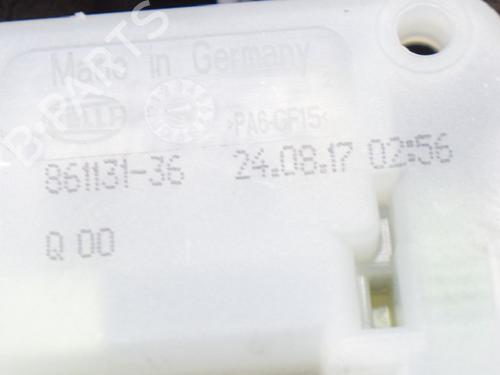 Made in Germany
HELLA
>PA6-GF15<
861131-36 24.08.17 02:56
Q 00
B-PARTS